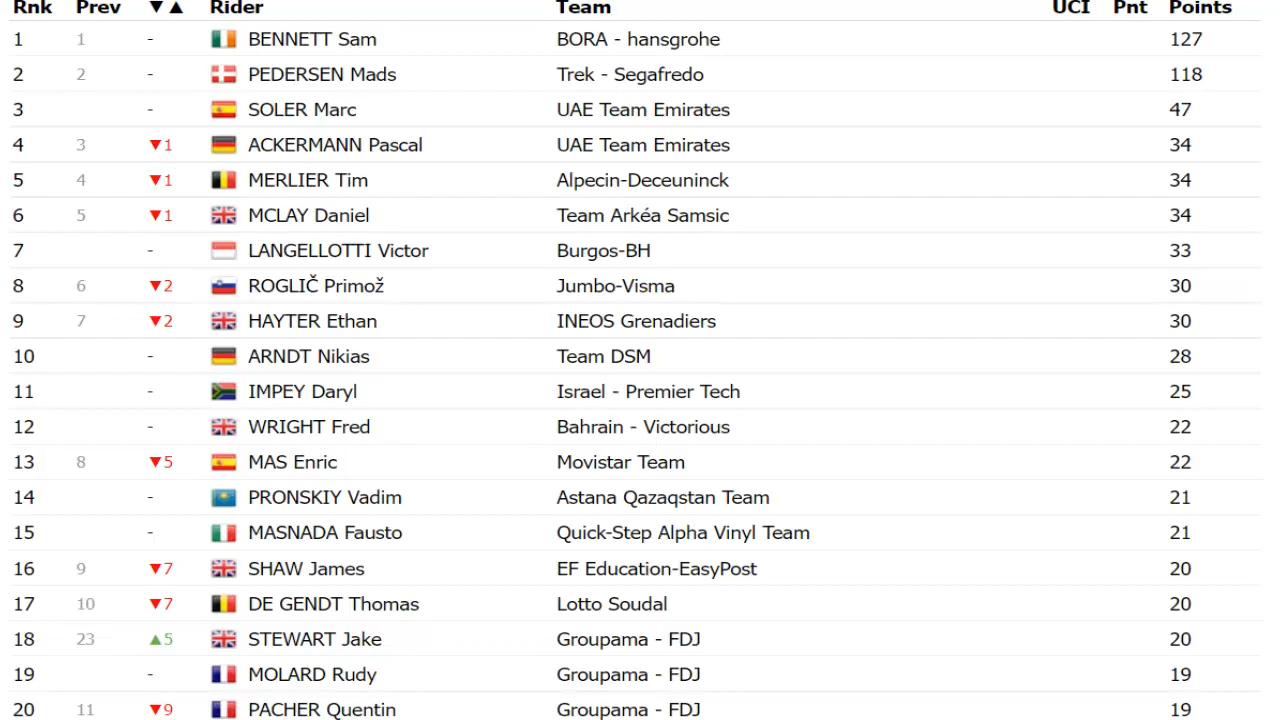 Rnk Prev ▼▲ Rider Team UCI Pnt Points
1 1 - BENNETT Sam BORA - hansgrohe 127
2 2 - PEDERSEN Mads Trek - Segafredo 118
3 - SOLER Marc UAE Team Emirates 47
4 3 ▼1 ACKERMANN Pascal UAE Team Emirates 34
5 4 ▼1 MERLIER Tim Alpecin-Deceuninck 34
6 5 ▼1 MCLAY Daniel Team Arkéa Samsic 34
7 - LANGELLOTTI Victor Burgos-BH 33
8 6 ▼2 ROGLIČ Primož Jumbo-Visma 30
9 7 ▼2 HAYTER Ethan INEOS Grenadiers 30
10 - ARNDT Nikias Team DSM 28
11 - IMPEY Daryl Israel - Premier Tech 25
12 - WRIGHT Fred Bahrain - Victorious 22
13 8 ▼5 MAS Enric Movistar Team 22
14 - PRONSKIY Vadim Astana Qazaqstan Team 21
15 - MASNADA Fausto Quick-Step Alpha Vinyl Team 21
16 9 ▼7 SHAW James EF Education-EasyPost 20
17 10 ▼7 DE GENDT Thomas Lotto Soudal 20
18 23 ▲5 STEWART Jake Groupama - FDJ 20
19 - MOLARD Rudy Groupama - FDJ 19
20 11 ▼9 PACHER Quentin Groupama - FDJ 19